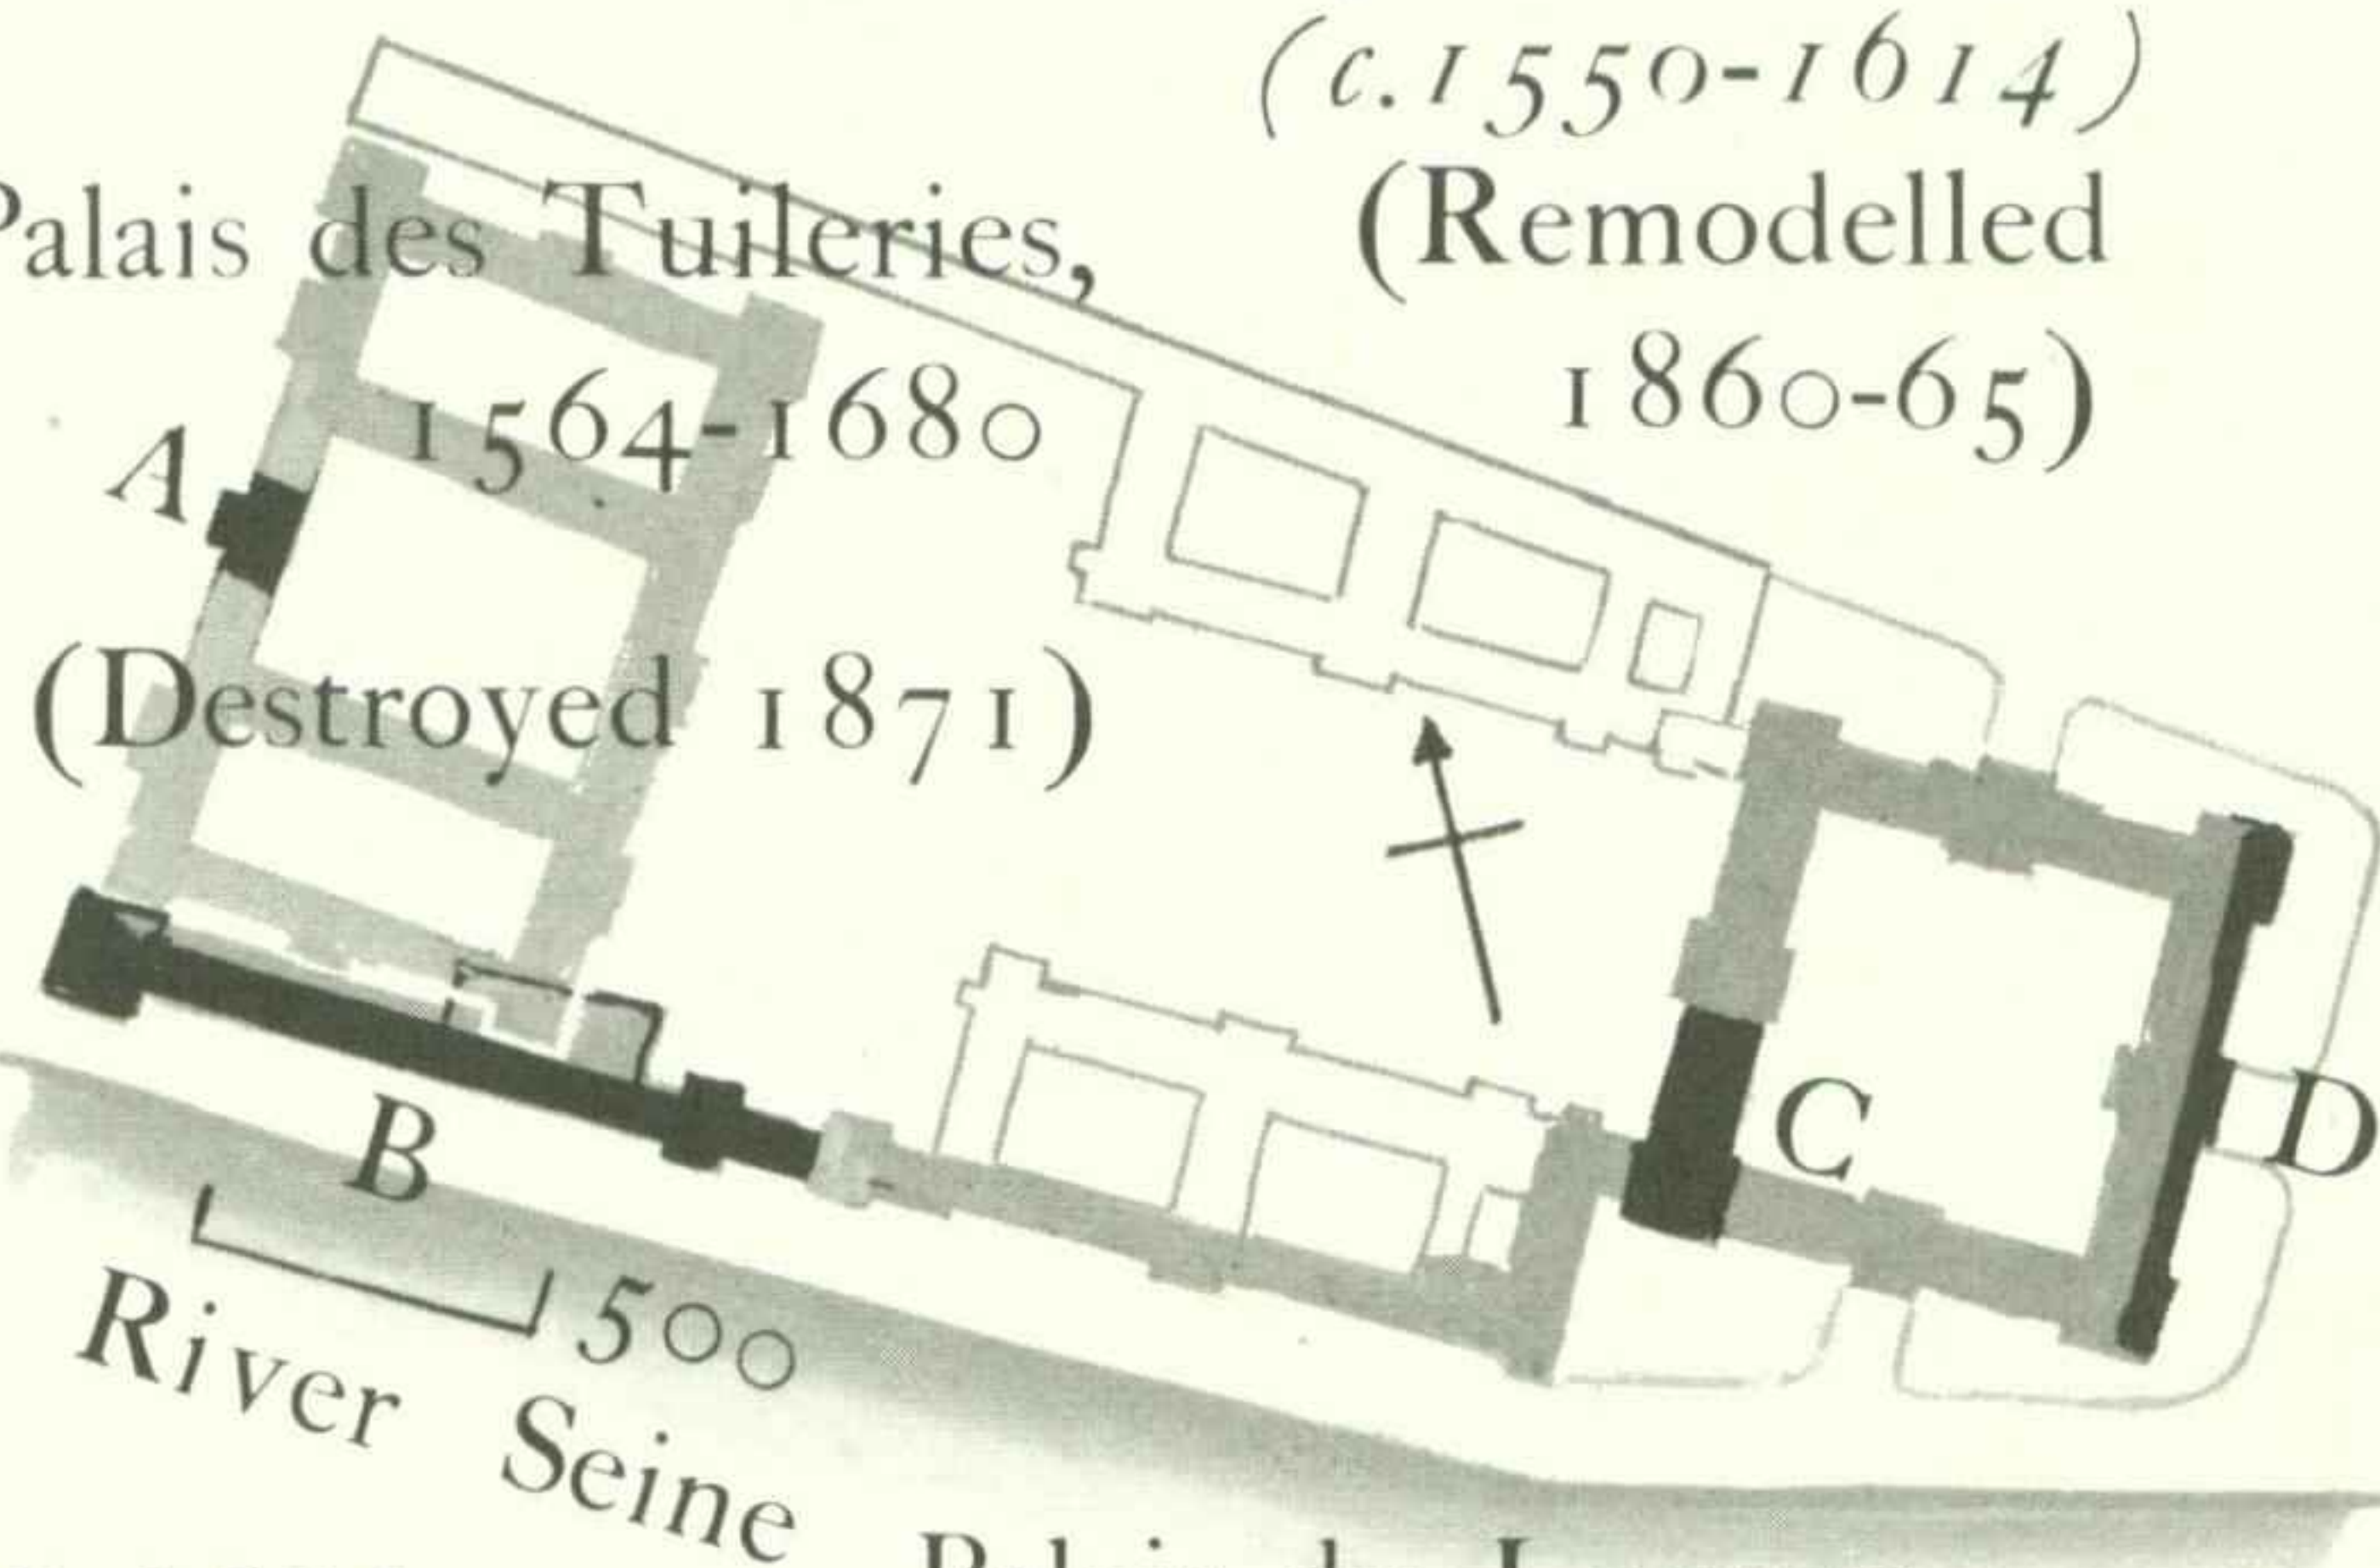 (c.1550-1614)
Palais des Tuileries,
(Remodelled
1564-1680
1860-65)
A
(Destroyed 1871)
C
D
B
500
River Seine